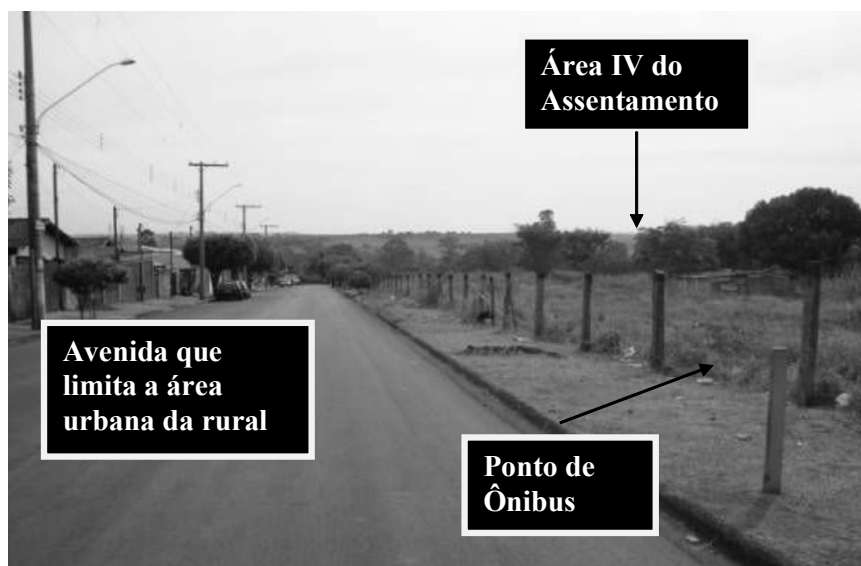 Área IV do
Assentamento
Avenida que
limita a área
urbana da rural
Ponto de
Ônibus